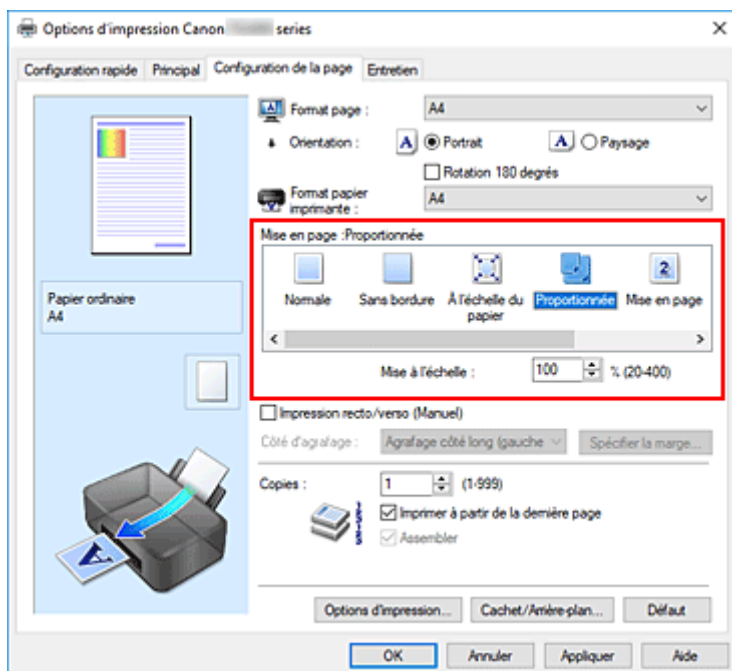 Options d'impression Canon series
Configuration rapide Principal Configuration de la page Entretien
Format page : A4
Orientation : A Portrait A Paysage
Rotation 180 degrés
Format papier
imprimante : A4
Mise en page :Proportionnée
2
Normale Sans bordure À l'échelle du
papier Proportionnée Mise en page
Mise à l'échelle : 100 % (20-400)
Papier ordinaire
A4
Impression recto/verso (Manuel)
Côté d'agrafage : Agrafage côté long (gauche Spécifier la marge...
Copies : 1 (1-999)
Imprimer à partir de la dernière page
Assembler
A
Options d'impression... Cachet/Arrière-plan... Défaut
OK Annuler Appliquer Aide